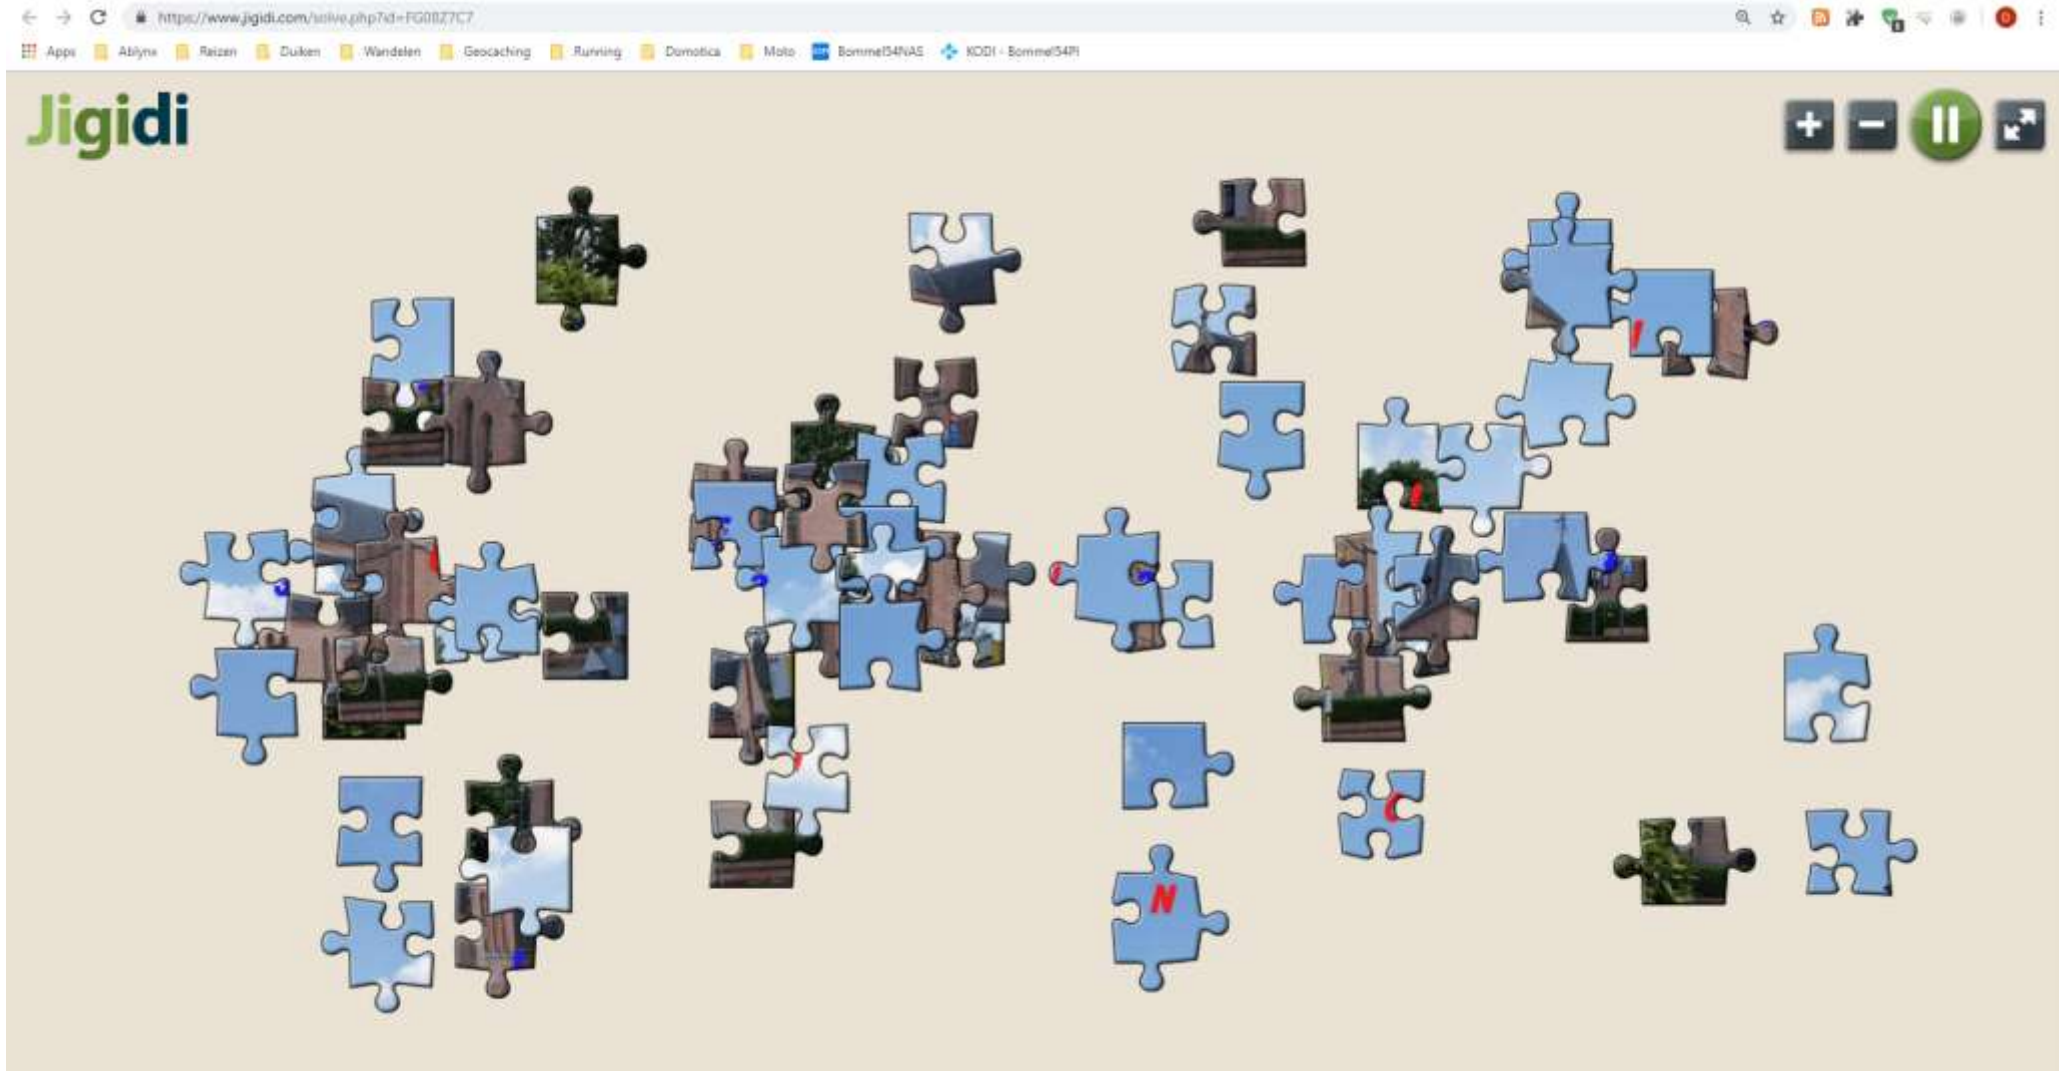 https://www.jigidi.com/solve.php?id=FG08Z7C7
Apps Ablynx Reizen Duiken Wandelen Geocaching Running Domotica Moto Bommel54NAS KODI - Bommel54PI
Jigidi
N